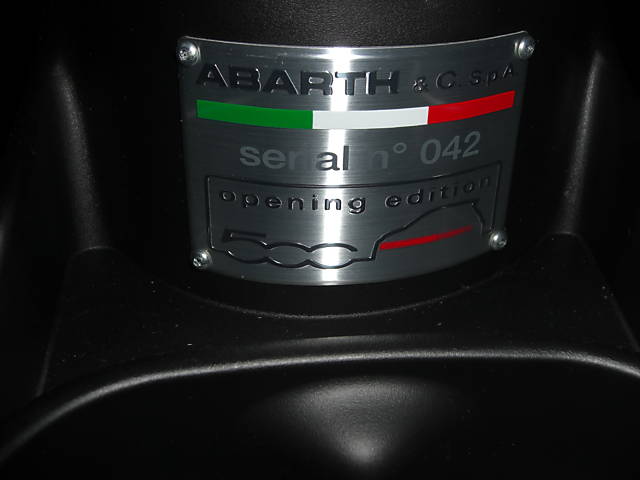 ABARTH & C. SpA
serial n° 042
opening edition
500